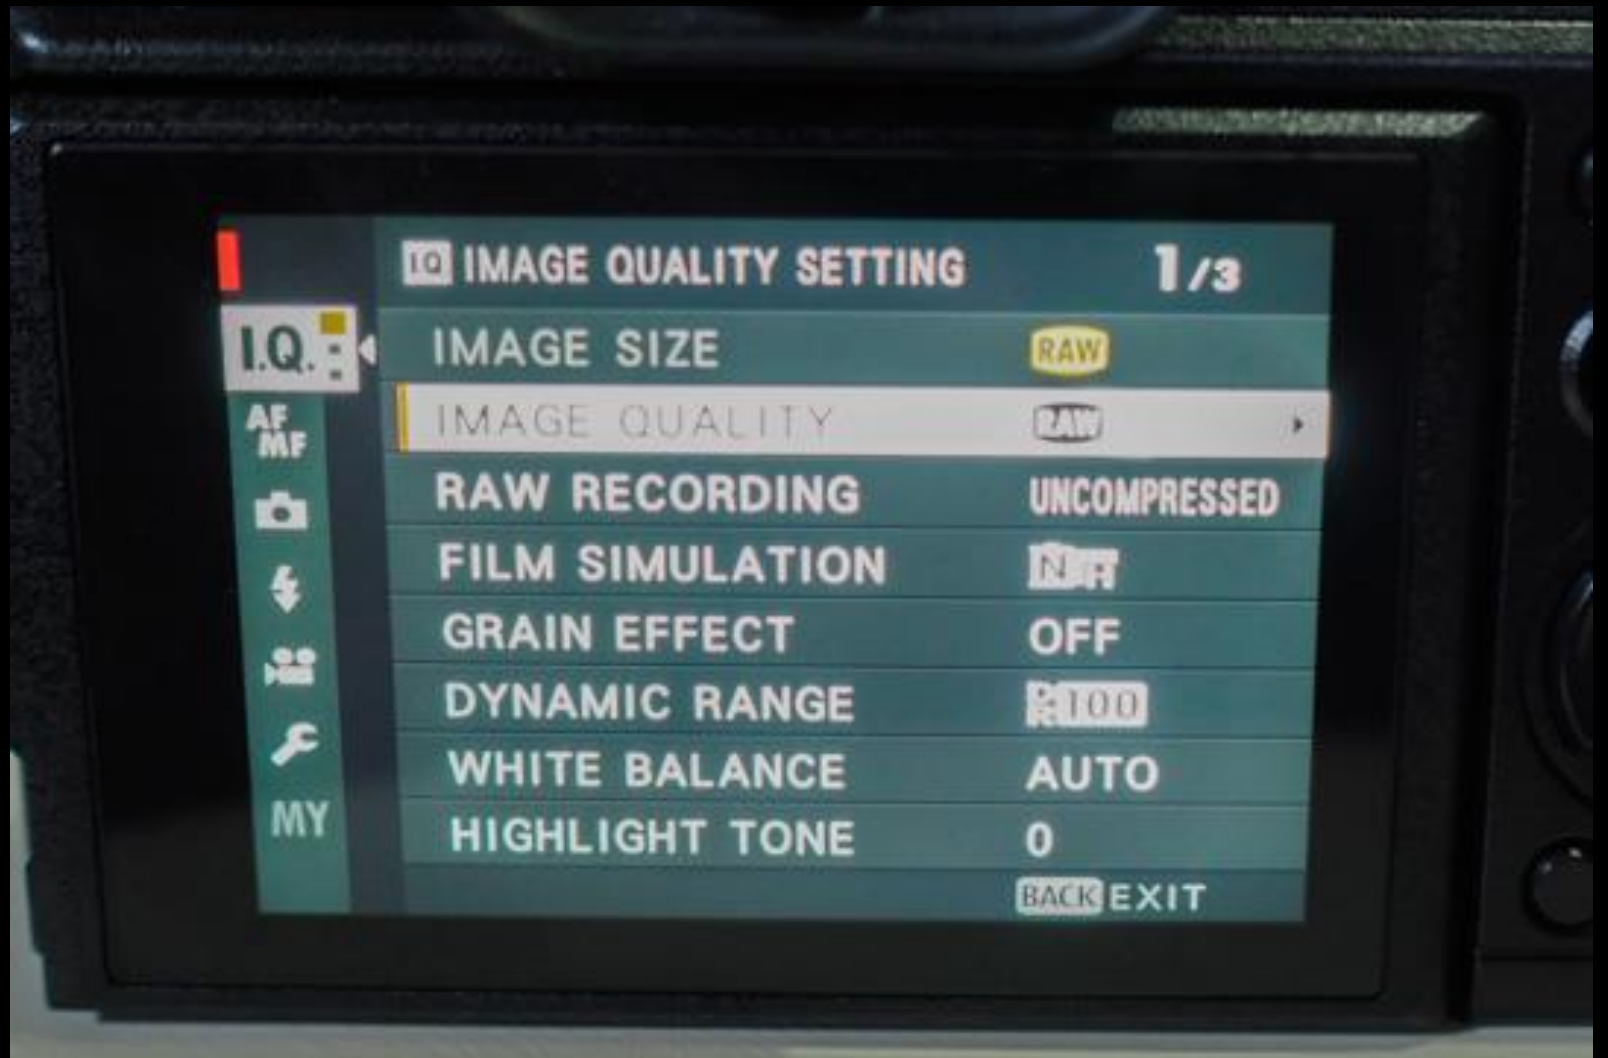 I.Q. IMAGE QUALITY SETTING 1/3
I.Q.
IMAGE SIZE RAW
IMAGE QUALITY RAW
AF
MF
RAW RECORDING UNCOMPRESSED
FILM SIMULATION
GRAIN EFFECT OFF
DYNAMIC RANGE 100
WHITE BALANCE AUTO
MY
HIGHLIGHT TONE 0
BACK EXIT